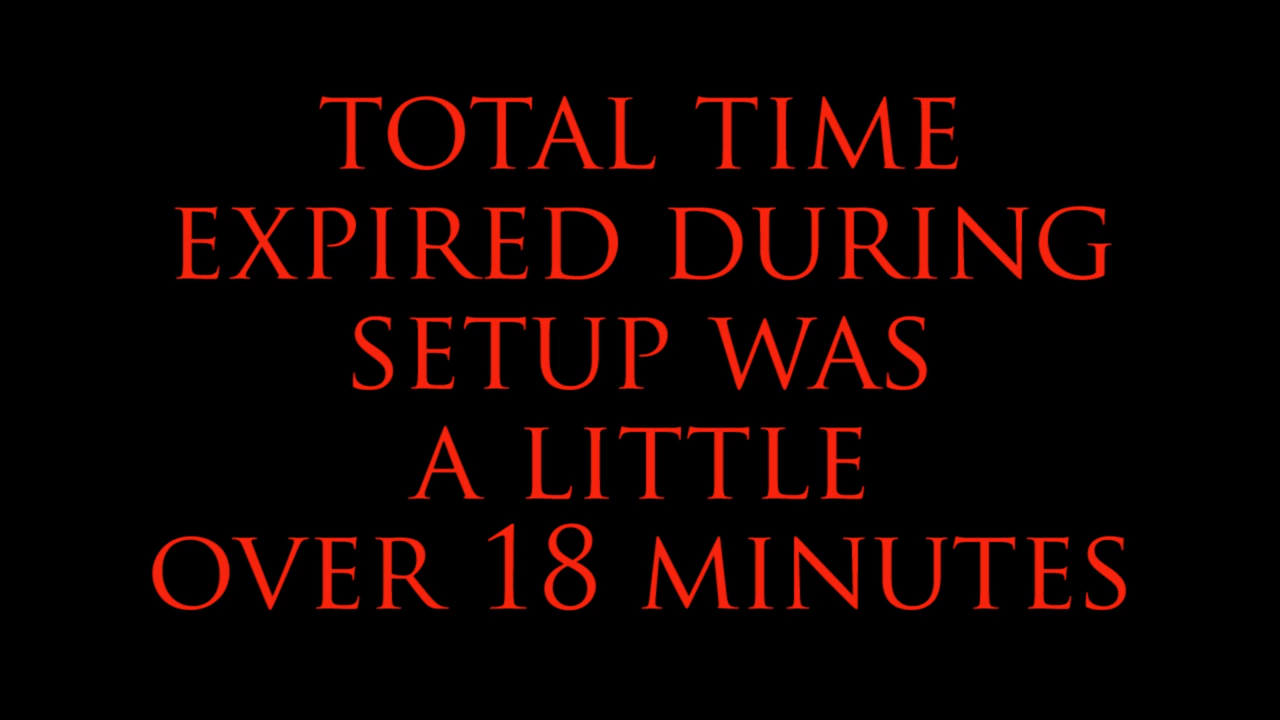 TOTAL TIME
EXPIRED DURING
SETUP WAS
A LITTLE
OVER 18 MINUTES